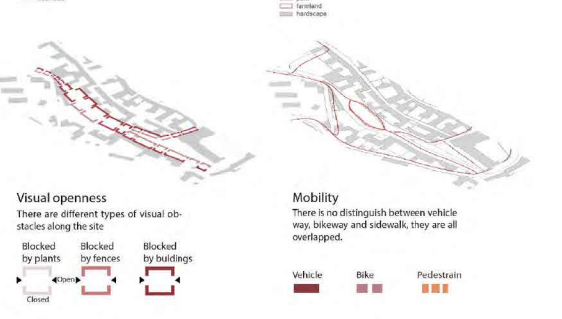 farmland
hardscape
Visual openness
There are different types of visual ob-
stacles along the site
Blocked
by plants
Blocked
by fences
Blocked
by buldings
Open
Closed
Mobility
There is no distinguish between vehicle
way, bikeway and sidewalk, they are all
overlapped.
Vehicle
Bike
Pedestrain